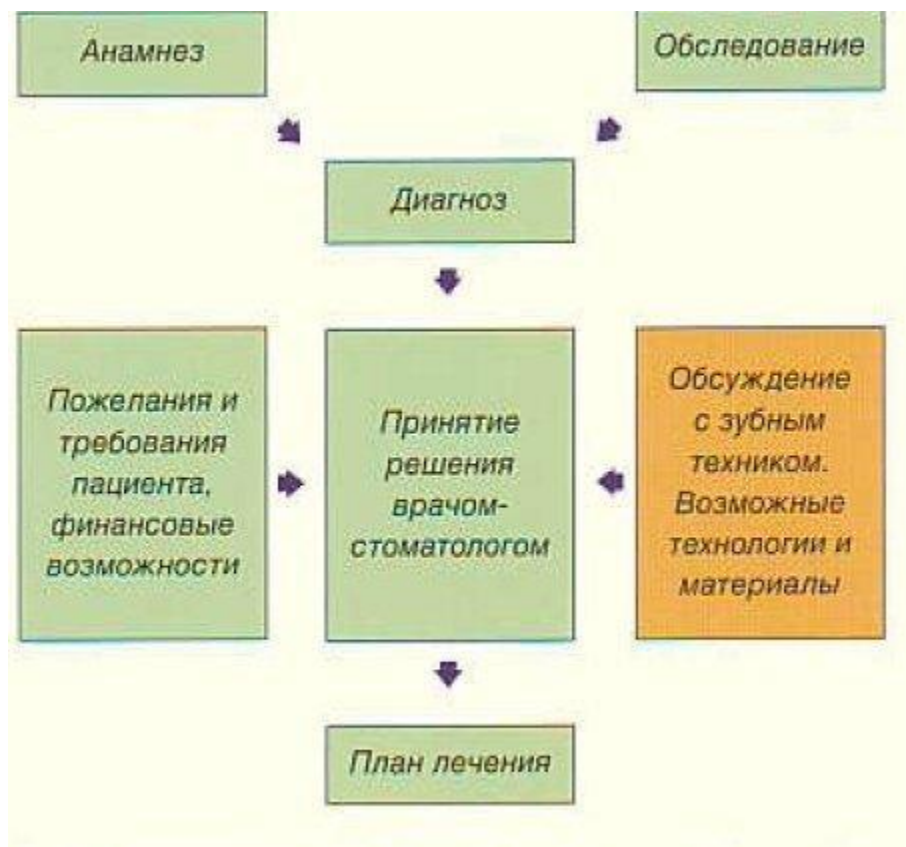 Анамнез
Обследование
Диагноз
Пожелания и
требования
пациента,
финансовые
возможности
Принятие
решения
врачом-
стоматологом
Обсуждение
с зубным
техником.
Возможные
технологии и
материалы
План лечения